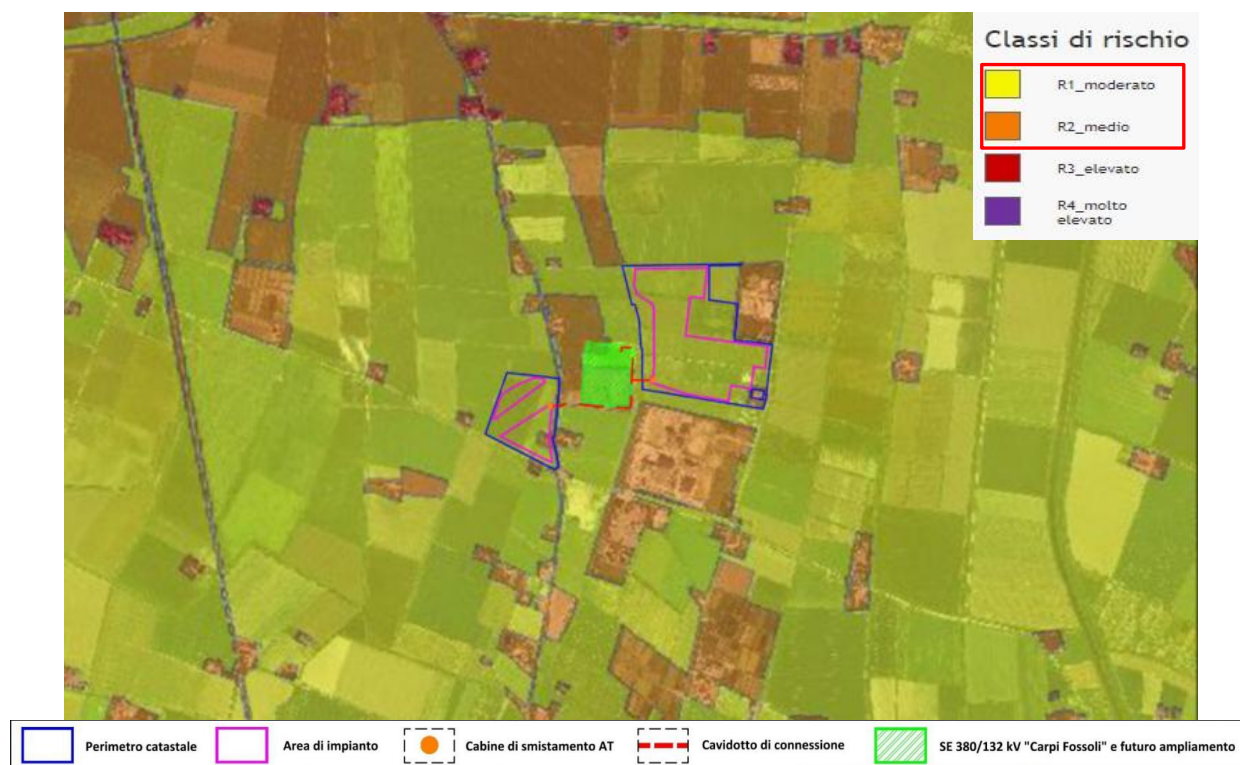 Classi di rischio
R1_moderato
R2_medio
R3_elevato
R4_molto
elevato
Perimetro catastale
Area di impianto
Cabine di smistamento AT
Cavidotto di connessione
SE 380/132 kV "Carpi Fossoli" e futuro ampliamento